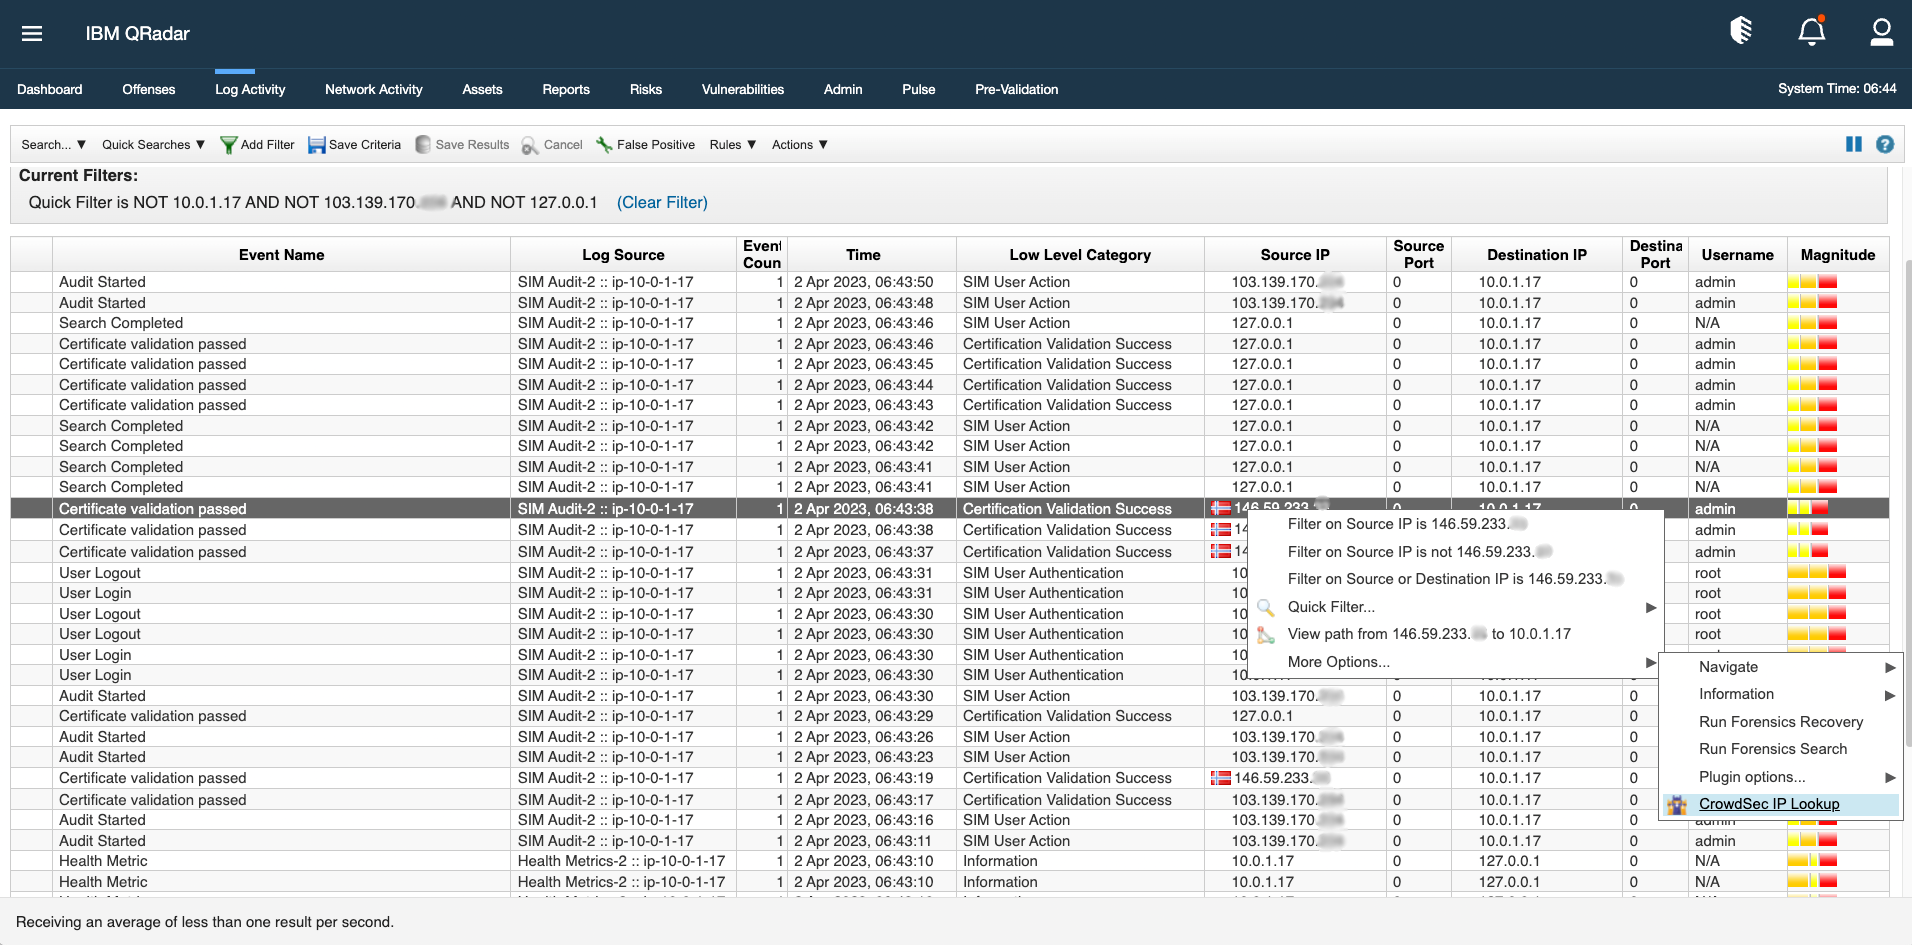 IBM QRadar
Dashboard Offenses Log Activity Network Activity Assets Reports Risks Vulnerabilities Admin Pulse Pre-Validation System Time: 06:44
Search... ▼ Quick Searches ▼ Add Filter Save Criteria Save Results Cancel False Positive Rules ▼ Actions ▼
Current Filters:
Quick Filter is NOT 10.0.1.17 AND NOT 103.139.170. AND NOT 127.0.0.1 (Clear Filter)
Event Name Log Source Event Coun Time Low Level Category Source IP Source Port Destination IP Destina Port Username Magnitude
Audit Started SIM Audit-2 :: ip-10-0-1-17 1 2 Apr 2023, 06:43:50 SIM User Action 103.139.170. 0 10.0.1.17 0 admin
Audit Started SIM Audit-2 :: ip-10-0-1-17 1 2 Apr 2023, 06:43:48 SIM User Action 103.139.170. 0 10.0.1.17 0 admin
Search Completed SIM Audit-2 :: ip-10-0-1-17 1 2 Apr 2023, 06:43:46 SIM User Action 127.0.0.1 0 10.0.1.17 0 N/A
Certificate validation passed SIM Audit-2 :: ip-10-0-1-17 1 2 Apr 2023, 06:43:46 Certification Validation Success 127.0.0.1 0 10.0.1.17 0 admin
Certificate validation passed SIM Audit-2 :: ip-10-0-1-17 1 2 Apr 2023, 06:43:45 Certification Validation Success 127.0.0.1 0 10.0.1.17 0 admin
Certificate validation passed SIM Audit-2 :: ip-10-0-1-17 1 2 Apr 2023, 06:43:44 Certification Validation Success 127.0.0.1 0 10.0.1.17 0 admin
Certificate validation passed SIM Audit-2 :: ip-10-0-1-17 1 2 Apr 2023, 06:43:43 Certification Validation Success 127.0.0.1 0 10.0.1.17 0 admin
Search Completed SIM Audit-2 :: ip-10-0-1-17 1 2 Apr 2023, 06:43:42 SIM User Action 127.0.0.1 0 10.0.1.17 0 N/A
Search Completed SIM Audit-2 :: ip-10-0-1-17 1 2 Apr 2023, 06:43:42 SIM User Action 127.0.0.1 0 10.0.1.17 0 N/A
Search Completed SIM Audit-2 :: ip-10-0-1-17 1 2 Apr 2023, 06:43:41 SIM User Action 127.0.0.1 0 10.0.1.17 0 N/A
Search Completed SIM Audit-2 :: ip-10-0-1-17 1 2 Apr 2023, 06:43:41 SIM User Action 127.0.0.1 0 10.0.1.17 0 N/A
Certificate validation passed SIM Audit-2 :: ip-10-0-1-17 1 2 Apr 2023, 06:43:38 Certification Validation Success 146.59.233. 0 10.0.1.17 0 admin
Certificate validation passed SIM Audit-2 :: ip-10-0-1-17 1 2 Apr 2023, 06:43:38 Certification Validation Success 14 admin
Certificate validation passed SIM Audit-2 :: ip-10-0-1-17 1 2 Apr 2023, 06:43:37 Certification Validation Success 14 admin
User Logout SIM Audit-2 :: ip-10-0-1-17 1 2 Apr 2023, 06:43:31 SIM User Authentication 10 root
User Login SIM Audit-2 :: ip-10-0-1-17 1 2 Apr 2023, 06:43:31 SIM User Authentication 10 root
User Logout SIM Audit-2 :: ip-10-0-1-17 1 2 Apr 2023, 06:43:30 SIM User Authentication 10 root
User Logout SIM Audit-2 :: ip-10-0-1-17 1 2 Apr 2023, 06:43:30 SIM User Authentication 10 root
User Login SIM Audit-2 :: ip-10-0-1-17 1 2 Apr 2023, 06:43:30 SIM User Authentication 10
User Login SIM Audit-2 :: ip-10-0-1-17 1 2 Apr 2023, 06:43:30 SIM User Authentication 10
Audit Started SIM Audit-2 :: ip-10-0-1-17 1 2 Apr 2023, 06:43:30 SIM User Action 103.139.170. 0 10.0.1.17 0
Certificate validation passed SIM Audit-2 :: ip-10-0-1-17 1 2 Apr 2023, 06:43:29 Certification Validation Success 127.0.0.1 0 10.0.1.17 0
Audit Started SIM Audit-2 :: ip-10-0-1-17 1 2 Apr 2023, 06:43:26 SIM User Action 103.139.170. 0 10.0.1.17 0
Audit Started SIM Audit-2 :: ip-10-0-1-17 1 2 Apr 2023, 06:43:23 SIM User Action 103.139.170. 0 10.0.1.17 0
Certificate validation passed SIM Audit-2 :: ip-10-0-1-17 1 2 Apr 2023, 06:43:19 Certification Validation Success 146.59.233. 0 10.0.1.17 0
Certificate validation passed SIM Audit-2 :: ip-10-0-1-17 1 2 Apr 2023, 06:43:17 Certification Validation Success 103.139.170. 0 10.0.1.17 0
Audit Started SIM Audit-2 :: ip-10-0-1-17 1 2 Apr 2023, 06:43:16 SIM User Action 103.139.170. 0 10.0.1.17 0 admin
Audit Started SIM Audit-2 :: ip-10-0-1-17 1 2 Apr 2023, 06:43:11 SIM User Action 103.139.170. 0 10.0.1.17 0 admin
Health Metric Health Metrics-2 :: ip-10-0-1-17 1 2 Apr 2023, 06:43:10 Information 10.0.1.17 0 127.0.0.1 0 N/A
Health Metric Health Metrics-2 :: ip-10-0-1-17 1 2 Apr 2023, 06:43:10 Information 10.0.1.17 0 127.0.0.1 0 N/A
Filter on Source IP is 146.59.233.
Filter on Source IP is not 146.59.233.
Filter on Source or Destination IP is 146.59.233.
Quick Filter... ▶
View path from 146.59.233. to 10.0.1.17
More Options... ▶
Navigate ▶
Information ▶
Run Forensics Recovery
Run Forensics Search
Plugin options... ▶
CrowdSec IP Lookup
Receiving an average of less than one result per second.